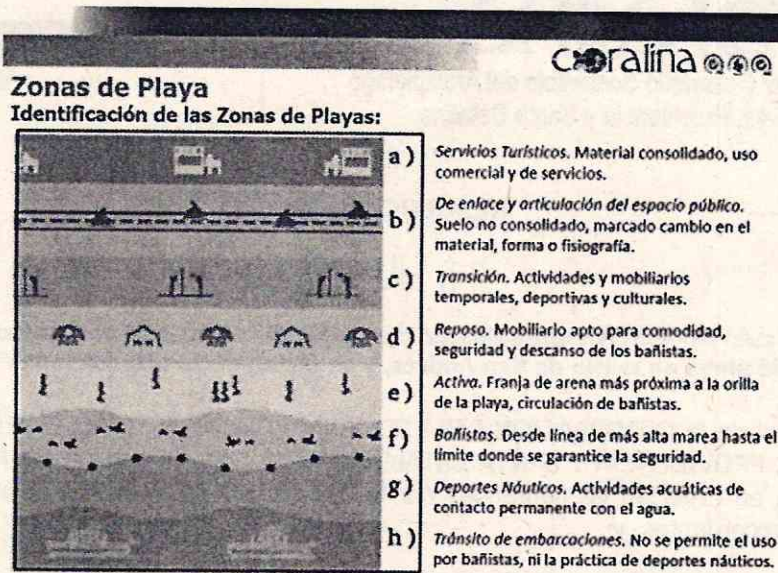 coralina
Zonas de Playa
Identificación de las Zonas de Playas:
a) Servicios Turísticos. Material consolidado, uso
comercial y de servicios.
b) De enlace y articulación del espacio público.
Suelo no consolidado, marcado cambio en el
material, forma o fisiografía.
c) Transición. Actividades y mobiliarios
temporales, deportivas y culturales.
d) Reposo. Mobiliario apto para comodidad,
seguridad y descanso de los bañistas.
e) Activa. Franja de arena más próxima a la orilla
de la playa, circulación de bañistas.
f) Bañistas. Desde línea de más alta marea hasta el
límite donde se garantice la seguridad.
g) Deportes Náuticos. Actividades acuáticas de
contacto permanente con el agua.
h) Tránsito de embarcaciones. No se permite el uso
por bañistas, ni la práctica de deportes náuticos.